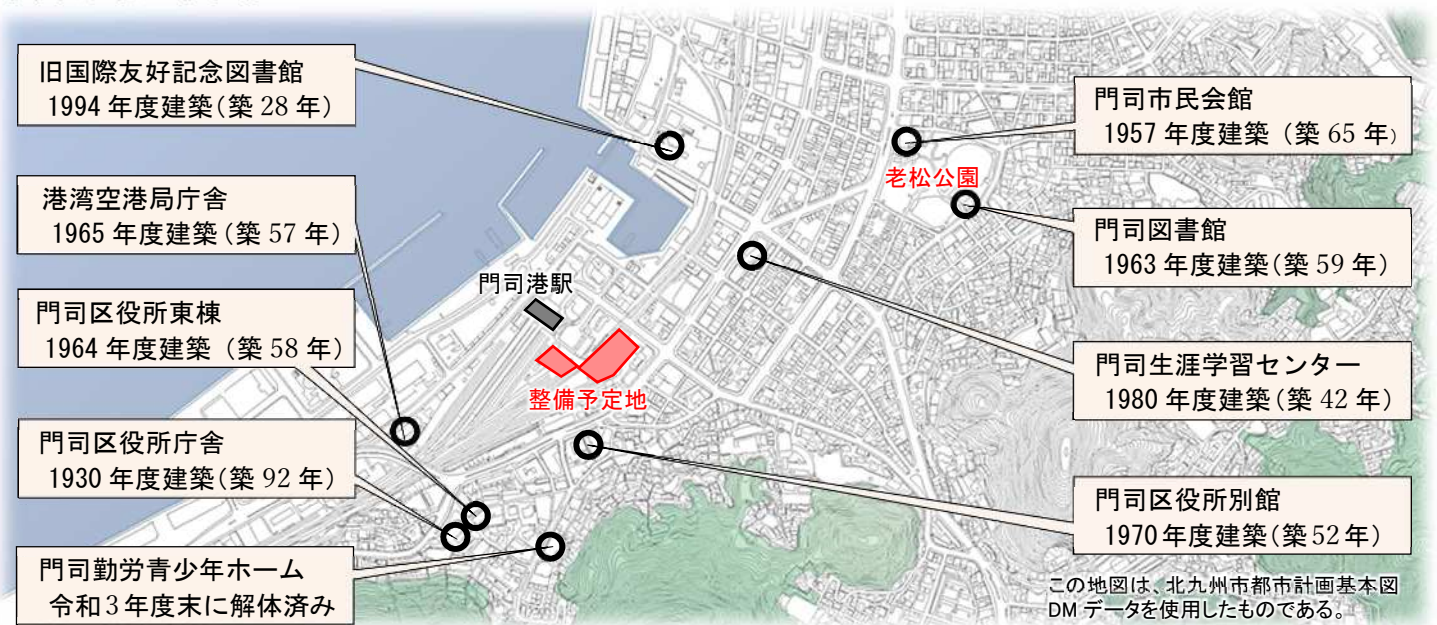 旧国際友好記念図書館
1994 年度建築(築 28 年)
港湾空港局庁舎
1965 年度建築(築 57 年)
門司区役所東棟
1964 年度建築 (築 58 年)
門司区役所庁舎
1930 年度建築(築 92 年)
門司勤労青少年ホーム
令和3年度末に解体済み
門司港駅
整備予定地
老松公園
門司市民会館
1957 年度建築 (築 65 年)
門司図書館
1963 年度建築(築 59 年)
門司生涯学習センター
1980 年度建築(築 42 年)
門司区役所別館
1970年度建築(築52年)
この地図は、北九州市都市計画基本図
DM データを使用したものである。